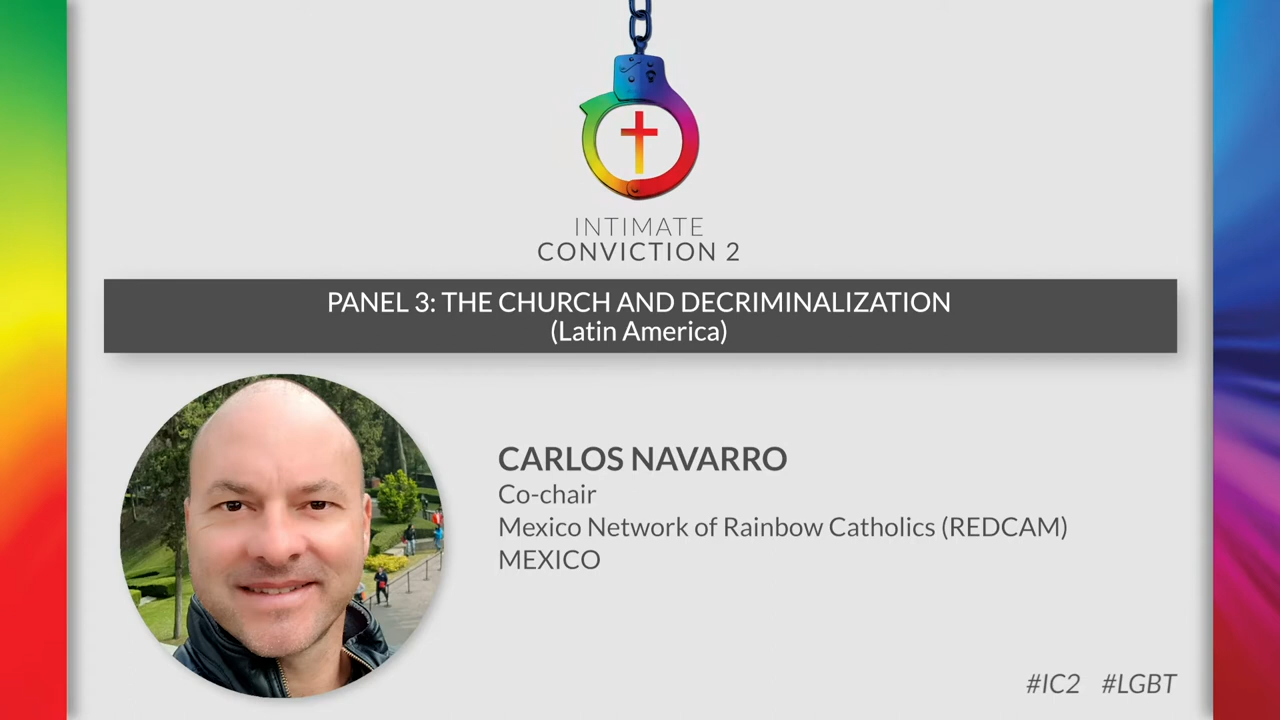 INTIMATE
CONVICTION 2
PANEL 3: THE CHURCH AND DECRIMINALIZATION
(Latin America)
CARLOS NAVARRO
Co-chair
Mexico Network of Rainbow Catholics (REDCAM)
MEXICO
#IC2 #LGBT